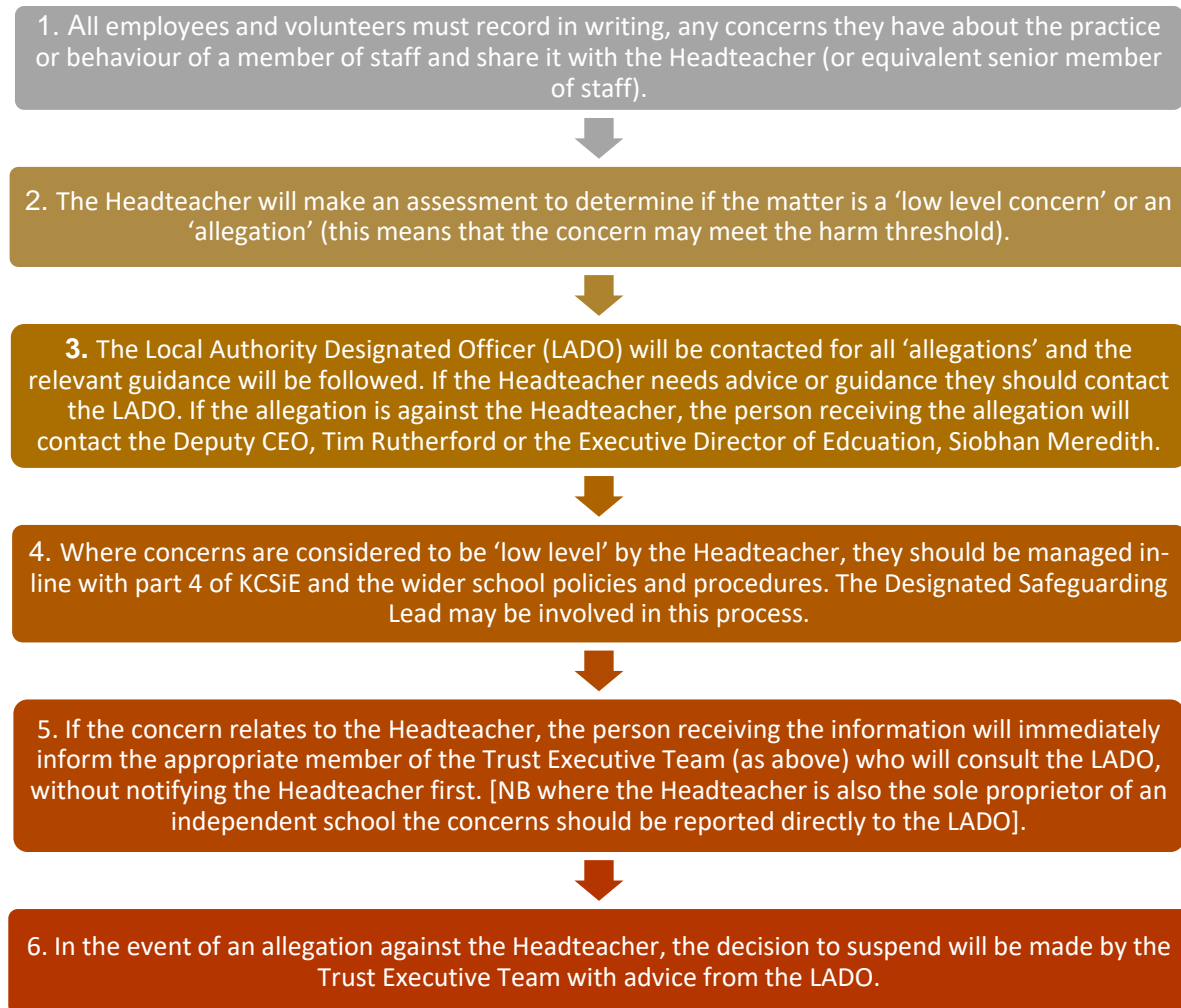 1. All employees and volunteers must record in writing, any concerns they have about the practice
or behaviour of a member of staff and share it with the Headteacher (or equivalent senior member
of staff).
2. The Headteacher will make an assessment to determine if the matter is a ‘low level concern’ or an
‘allegation’ (this means that the concern may meet the harm threshold).
3. The Local Authority Designated Officer (LADO) will be contacted for all ‘allegations’ and the
relevant guidance will be followed. If the Headteacher needs advice or guidance they should contact
the LADO. If the allegation is against the Headteacher, the person receiving the allegation will
contact the Deputy CEO, Tim Rutherford or the Executive Director of Edcuation, Siobhan Meredith.
4. Where concerns are considered to be ‘low level’ by the Headteacher, they should be managed in-
line with part 4 of KCSiE and the wider school policies and procedures. The Designated Safeguarding
Lead may be involved in this process.
5. If the concern relates to the Headteacher, the person receiving the information will immediately
inform the appropriate member of the Trust Executive Team (as above) who will consult the LADO,
without notifying the Headteacher first. [NB where the Headteacher is also the sole proprietor of an
independent school the concerns should be reported directly to the LADO].
6. In the event of an allegation against the Headteacher, the decision to suspend will be made by the
Trust Executive Team with advice from the LADO.